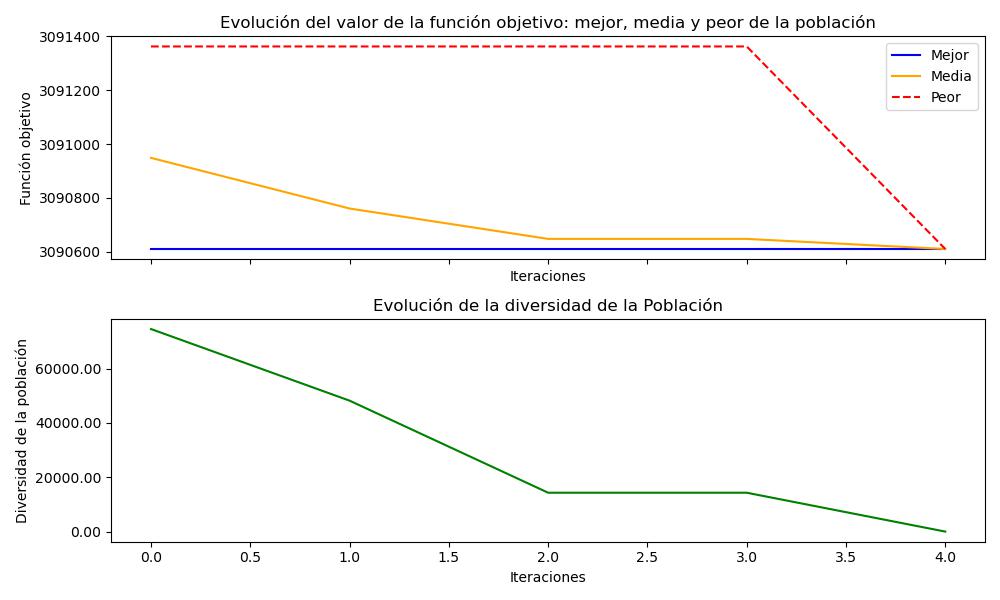 Evolución del valor de la función objetivo: mejor, media y peor de la población
3091400
3091200
3091000
3090800
3090600
Función objetivo
Mejor
Media
Peor
Iteraciones
Evolución de la diversidad de la Población
60000.00
40000.00
20000.00
0.00
Diversidad de la población
0.0 0.5 1.0 1.5 2.0 2.5 3.0 3.5 4.0
Iteraciones